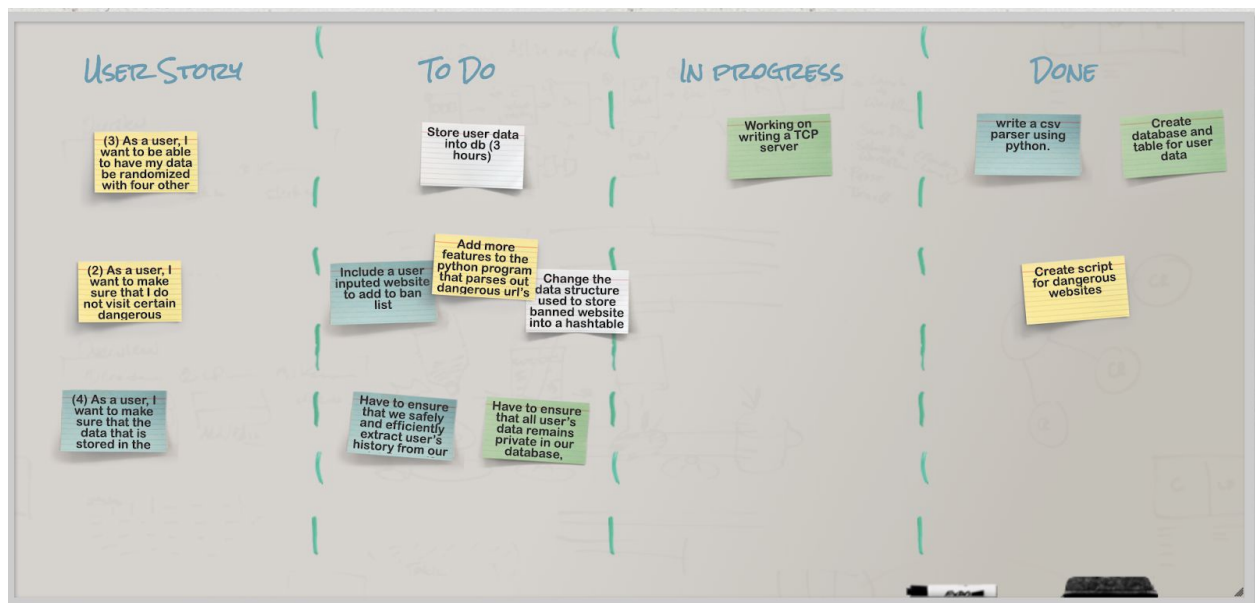 User Story
To Do
In progress
Done
(3) As a user, I
want to be able
to have my data
be randomized
with four other
Store user data
into db (3
hours)
Working on
writing a TCP
server
write a csv
parser using
python.
Create
database and
table for user
data
(2) As a user, I
want to make
sure that I do
not visit certain
dangerous
Include a user
inputed website
to add to ban
list
Add more
features to the
python program
that parses out
dangerous url's
Change the
data structure
used to store
banned website
into a hashtable
Create script
for dangerous
websites
(4) As a user, I
want to make
sure that the
data that is
stored in the
Have to ensure
that we safely
and efficiently
extract user's
history from our
Have to ensure
that all user's
data remains
private in our
database,